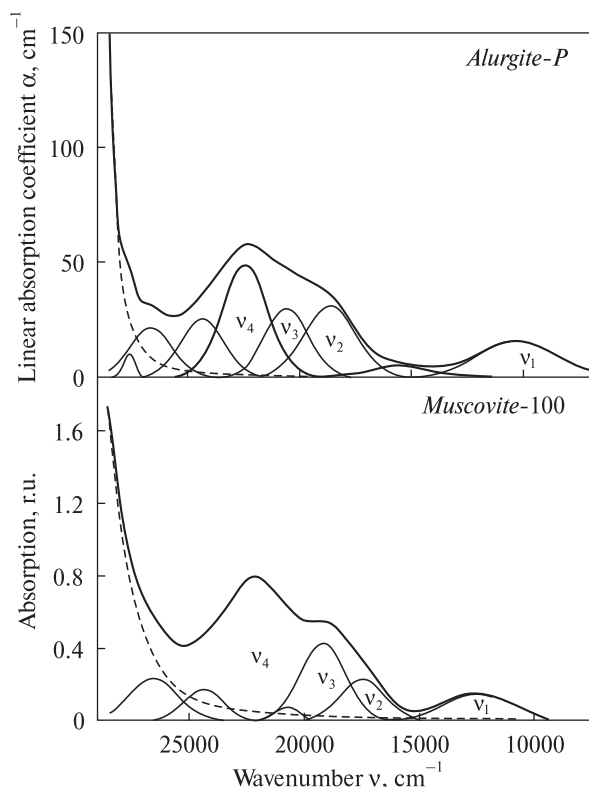 Alurgite-P
Linear absorption coefficient α, cm⁻¹
150
100
50
0
ν₄
ν₃
ν₂
ν₁
Muscovite-100
Absorption, r.u.
1.6
1.2
0.8
0.4
0
ν₄
ν₃
ν₂
ν₁
25000 20000 15000 10000
Wavenumber ν, cm⁻¹